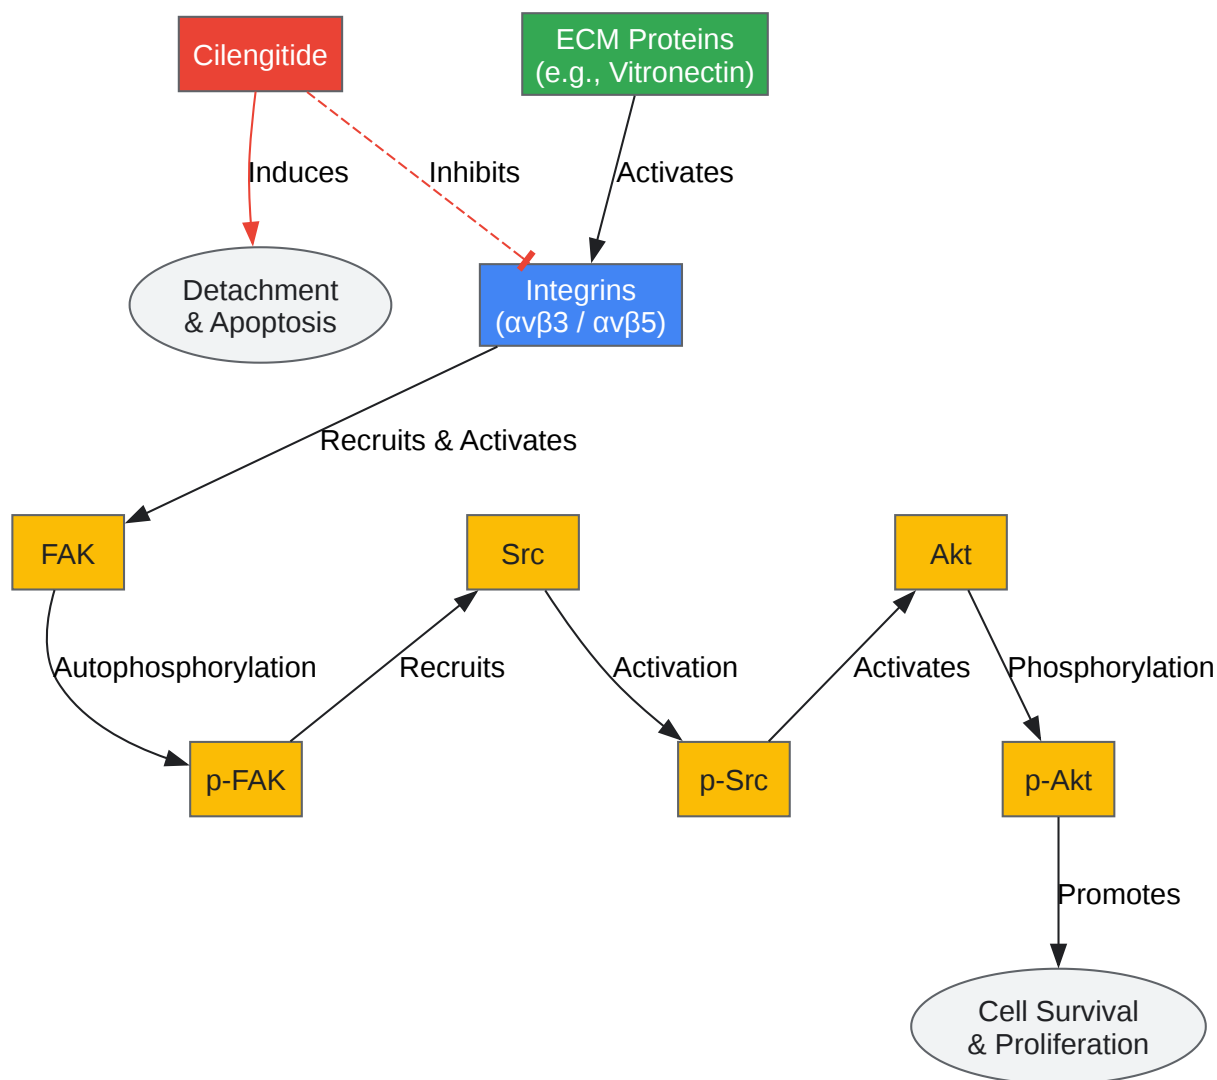 Cilengitide
ECM Proteins
(e.g., Vitronectin)
Induces
Inhibits
Activates
Detachment
& Apoptosis
Integrins
(αvβ3 / αvβ5)
Recruits & Activates
FAK
Src
Akt
Autophosphorylation
Recruits
Activation
Activates
Phosphorylation
p-FAK
p-Src
p-Akt
Promotes
Cell Survival
& Proliferation